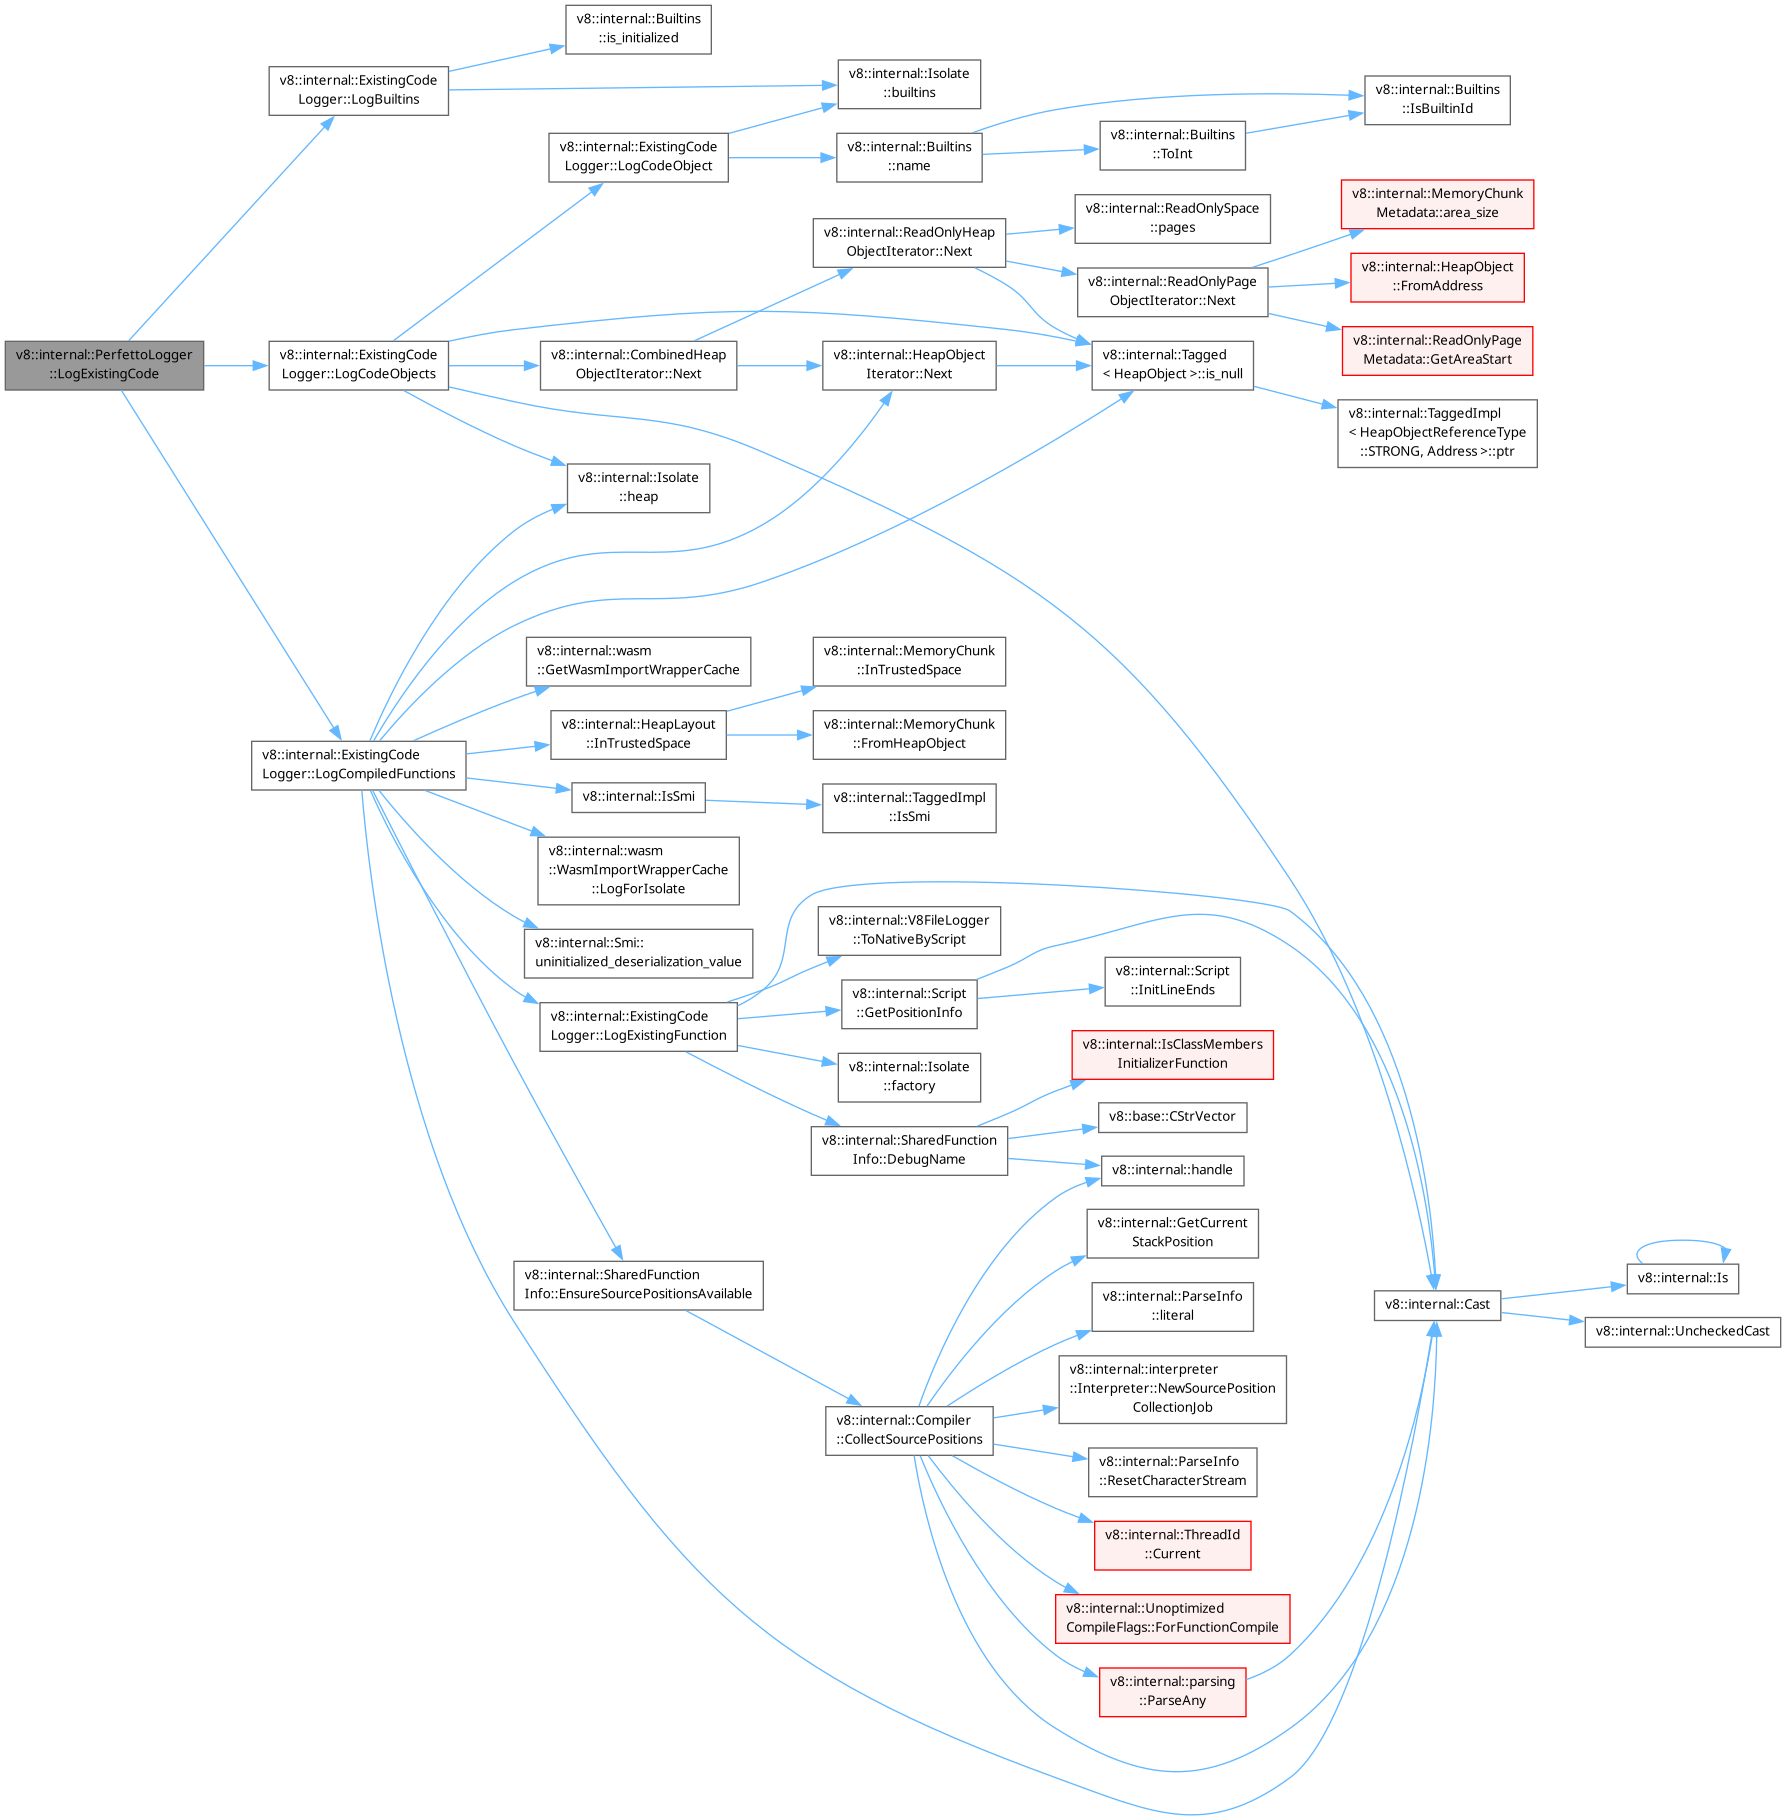 v8::internal::PerfettoLogger
::LogExistingCode
v8::internal::ExistingCode
Logger::LogBuiltins
v8::internal::Builtins
::is_initialized
v8::internal::Isolate
::builtins
v8::internal::ExistingCode
Logger::LogCodeObjects
v8::internal::ExistingCode
Logger::LogCodeObject
v8::internal::Builtins
::name
v8::internal::Builtins
::IsBuiltinId
v8::internal::Builtins
::ToInt
v8::internal::CombinedHeap
ObjectIterator::Next
v8::internal::ReadOnlyHeap
ObjectIterator::Next
v8::internal::ReadOnlySpace
::pages
v8::internal::ReadOnlyPage
ObjectIterator::Next
v8::internal::MemoryChunk
Metadata::area_size
v8::internal::HeapObject
::FromAddress
v8::internal::ReadOnlyPage
Metadata::GetAreaStart
v8::internal::HeapObject
Iterator::Next
v8::internal::Tagged
< HeapObject >::is_null
v8::internal::TaggedImpl
< HeapObjectReferenceType
::STRONG, Address >::ptr
v8::internal::Isolate
::heap
v8::internal::ExistingCode
Logger::LogCompiledFunctions
v8::internal::wasm
::GetWasmImportWrapperCache
v8::internal::HeapLayout
::InTrustedSpace
v8::internal::MemoryChunk
::InTrustedSpace
v8::internal::MemoryChunk
::FromHeapObject
v8::internal::IsSmi
v8::internal::TaggedImpl
::IsSmi
v8::internal::wasm
::WasmImportWrapperCache
::LogForIsolate
v8::internal::Smi::
uninitialized_deserialization_value
v8::internal::ExistingCode
Logger::LogExistingFunction
v8::internal::V8FileLogger
::ToNativeByScript
v8::internal::Script
::GetPositionInfo
v8::internal::Script
::InitLineEnds
v8::internal::Isolate
::factory
v8::internal::SharedFunction
Info::DebugName
v8::internal::IsClassMembers
InitializerFunction
v8::base::CStrVector
v8::internal::handle
v8::internal::SharedFunction
Info::EnsureSourcePositionsAvailable
v8::internal::Compiler
::CollectSourcePositions
v8::internal::GetCurrent
StackPosition
v8::internal::ParseInfo
::literal
v8::internal::interpreter
::Interpreter::NewSourcePosition
CollectionJob
v8::internal::ParseInfo
::ResetCharacterStream
v8::internal::ThreadId
::Current
v8::internal::Unoptimized
CompileFlags::ForFunctionCompile
v8::internal::parsing
::ParseAny
v8::internal::Cast
v8::internal::Is
v8::internal::UncheckedCast